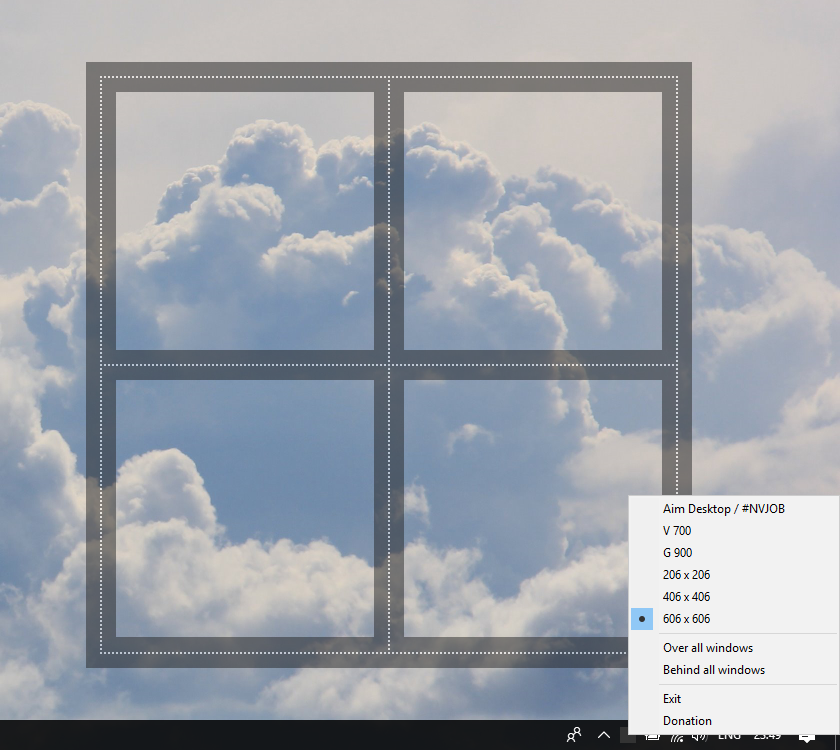 Aim Desktop / #NVJOB
V 700
G 900
206 x 206
406 x 406
606 x 606
Over all windows
Behind all windows
Exit
Donation
ENG 23:49